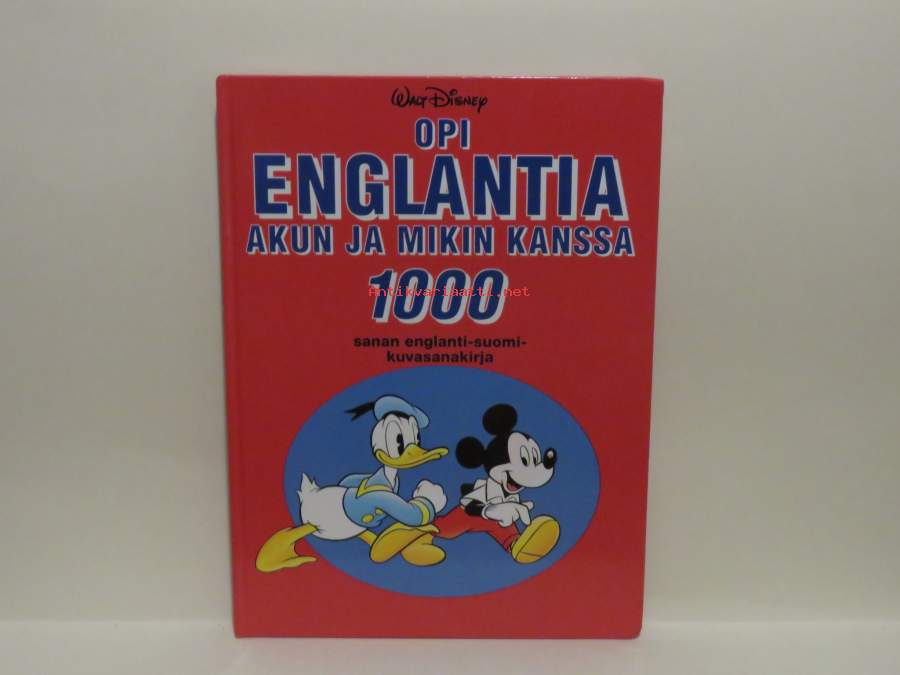 Walt Disney
OPI
ENGLANTIA
AKUN JA MIKIN KANSSA
1000
Antikvariaatti.net
sanan englanti-suomi-
kuvasanakirja